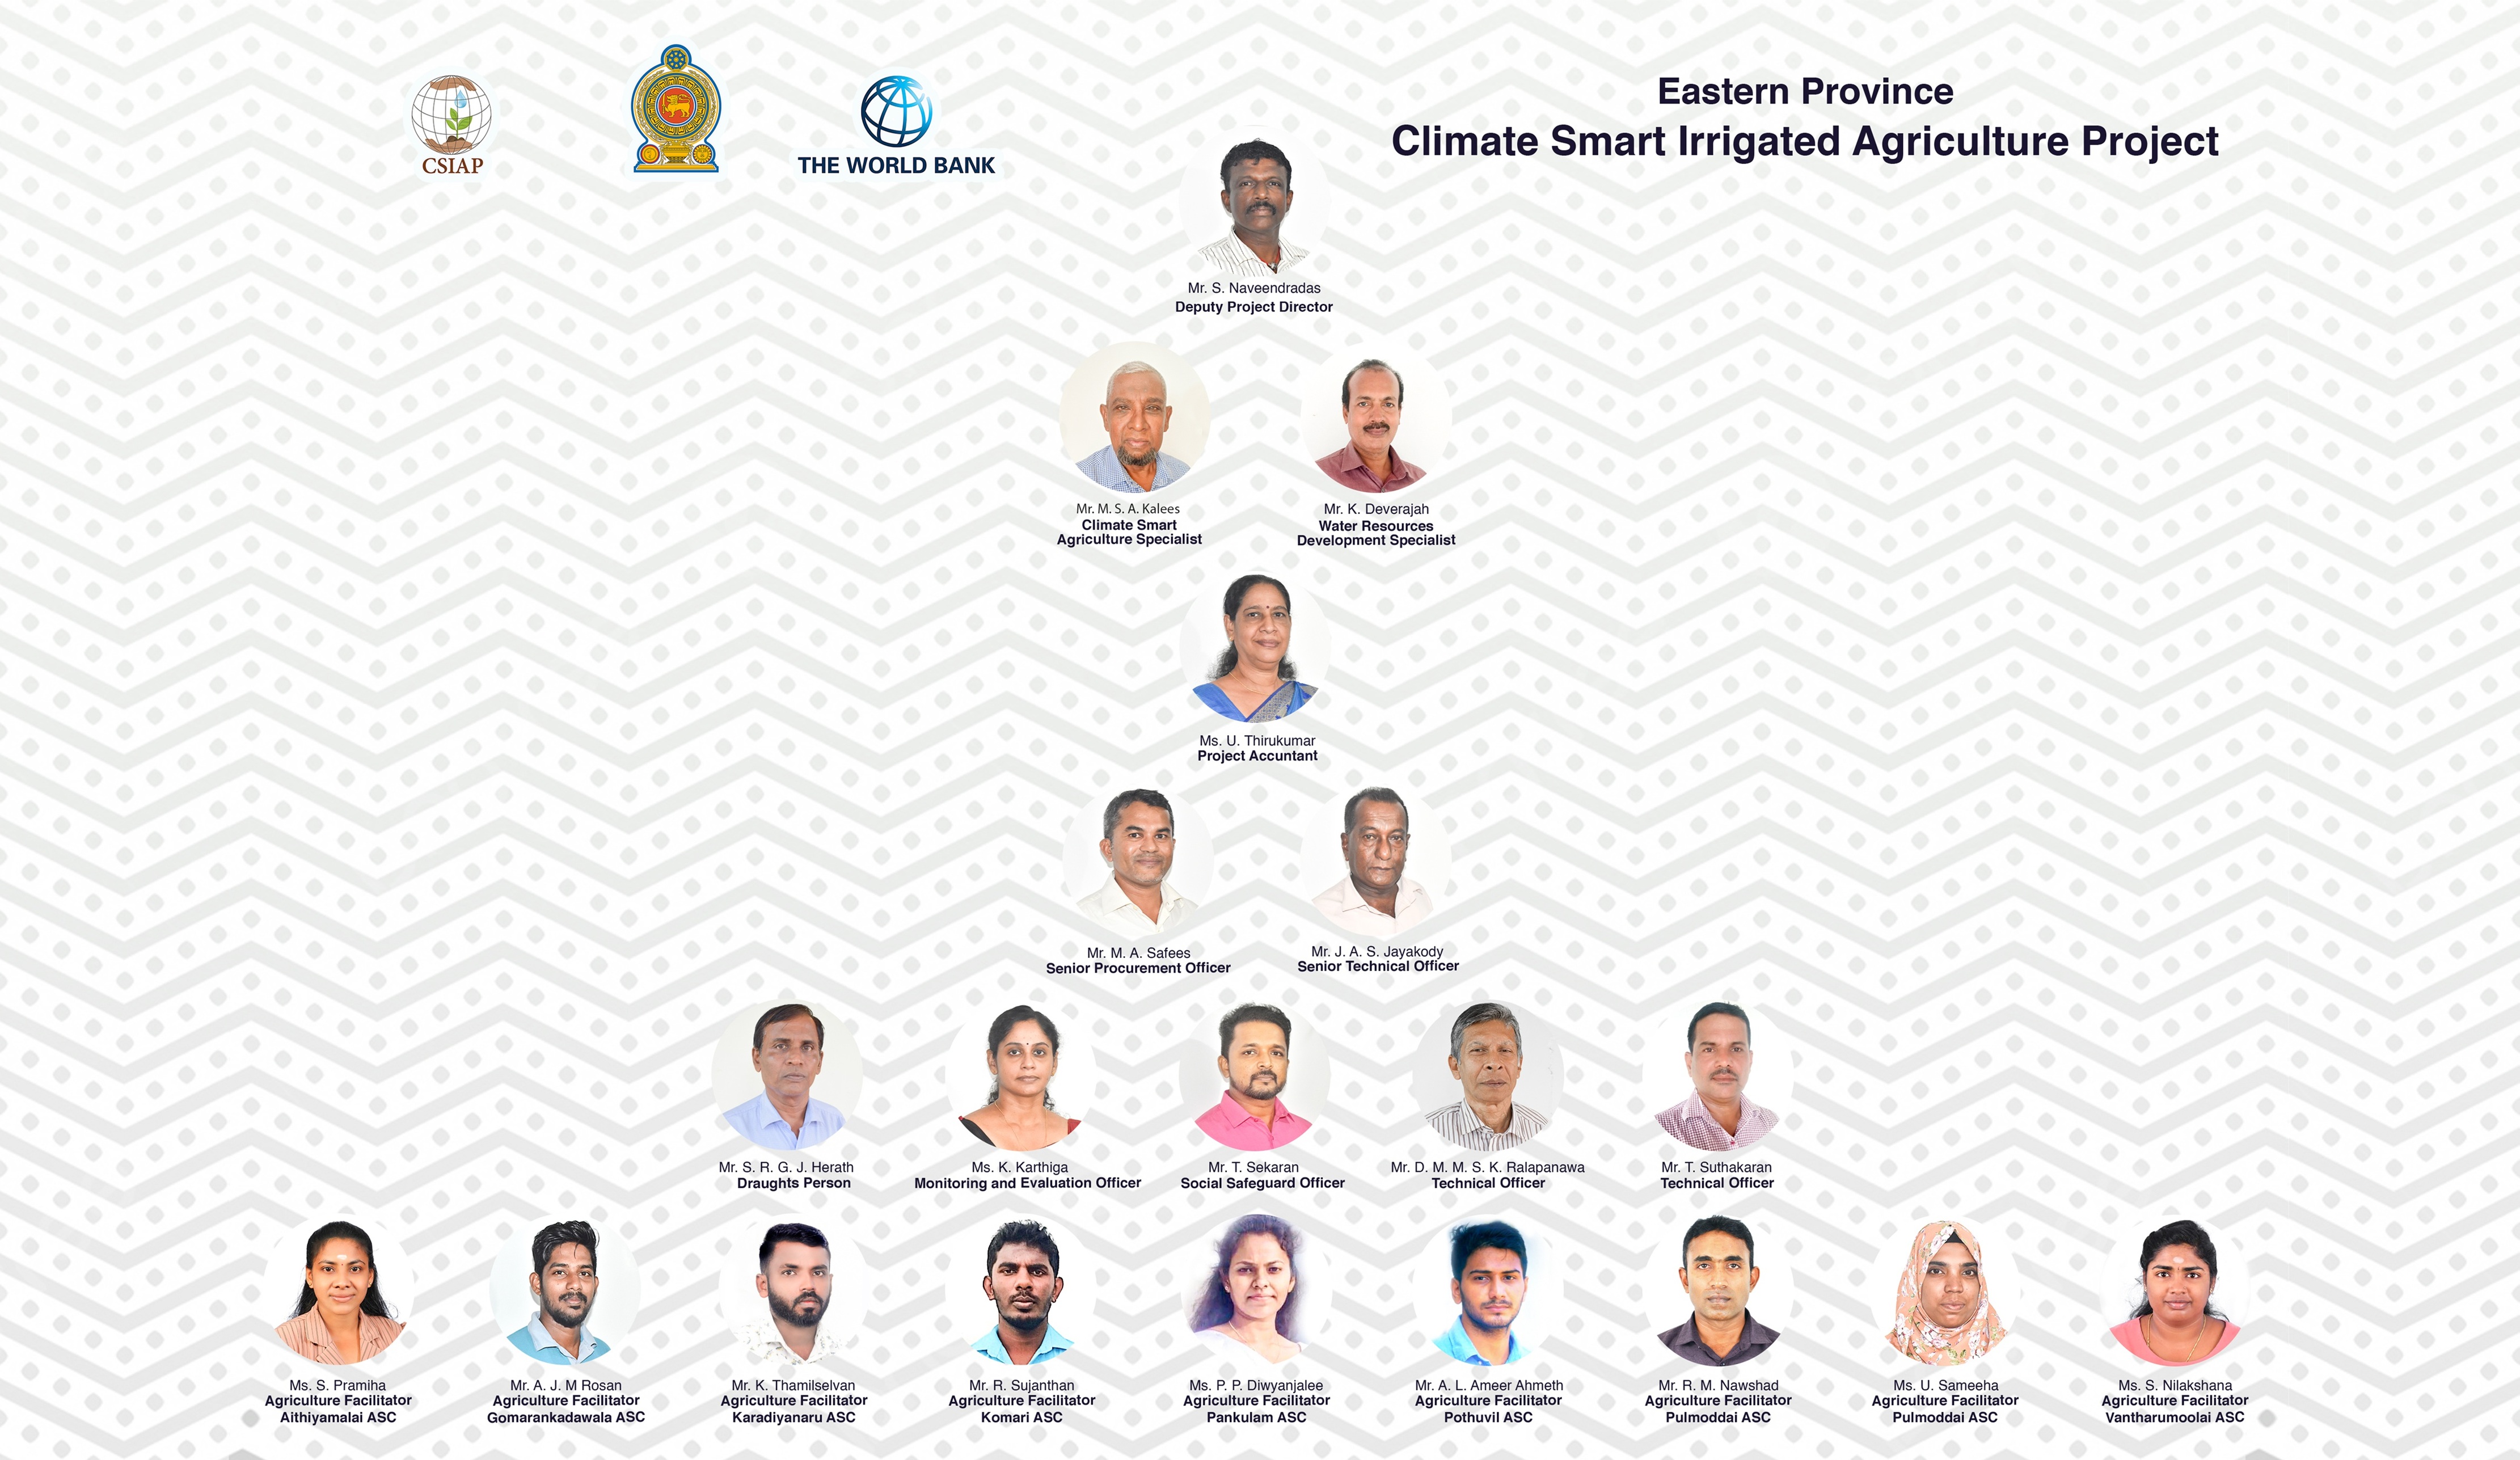 CSIAP
THE WORLD BANK
Eastern Province
Climate Smart Irrigated Agriculture Project
Mr. S. Naveendradas
Deputy Project Director
Mr. M. S. A. Kalees
Climate Smart
Agriculture Specialist
Mr. K. Deverajah
Water Resources
Development Specialist
Ms. U. Thirukumar
Project Accuntant
Mr. M. A. Safees
Senior Procurement Officer
Mr. J. A. S. Jayakody
Senior Technical Officer
Mr. S. R. G. J. Herath
Draughts Person
Ms. K. Karthiga
Monitoring and Evaluation Officer
Mr. T. Sekaran
Social Safeguard Officer
Mr. D. M. M. S. K. Ralapanawa
Technical Officer
Mr. T. Suthakaran
Technical Officer
Ms. S. Pramiha
Agriculture Facilitator
Aithiyamalai ASC
Mr. A. J. M Rosan
Agriculture Facilitator
Gomarankadawala ASC
Mr. K. Thamilselvan
Agriculture Facilitator
Karadiyanaru ASC
Mr. R. Sujanthan
Agriculture Facilitator
Komari ASC
Ms. P. P. Diwyanjalee
Agriculture Facilitator
Pankulam ASC
Mr. A. L. Ameer Ahmeth
Agriculture Facilitator
Pothuvil ASC
Mr. R. M. Nawshad
Agriculture Facilitator
Pulmoddai ASC
Ms. U. Sameeha
Agriculture Facilitator
Pulmoddai ASC
Ms. S. Nilakshana
Agriculture Facilitator
Vantharumoolai ASC